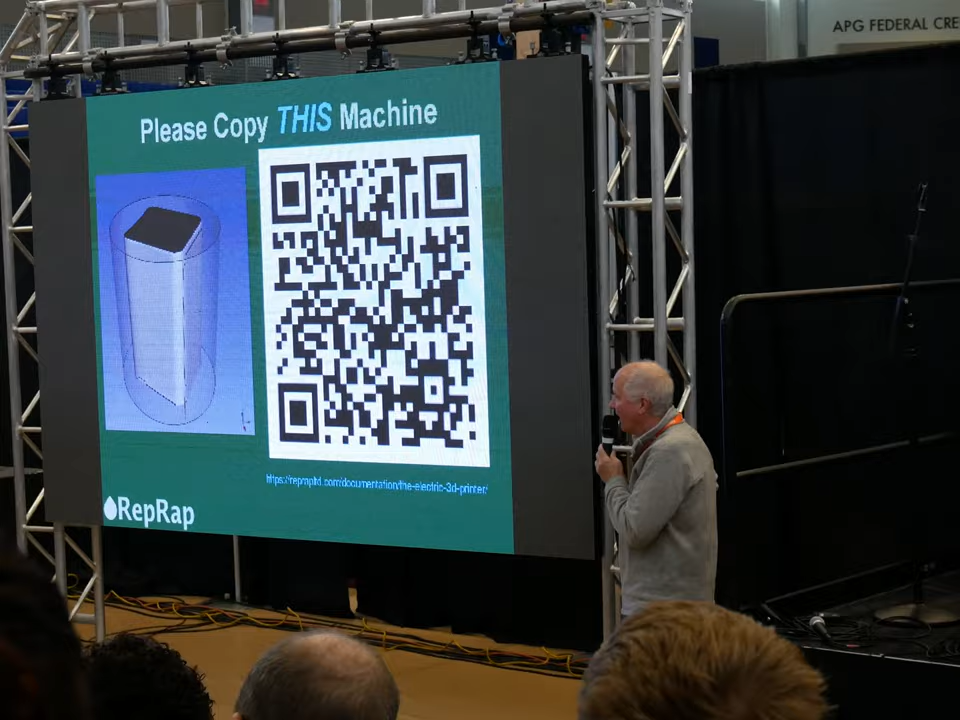 APG FEDERAL CRE
Please Copy THIS Machine
https://reprapltd.com/documentation/the-electric-3d-printer/
RepRap